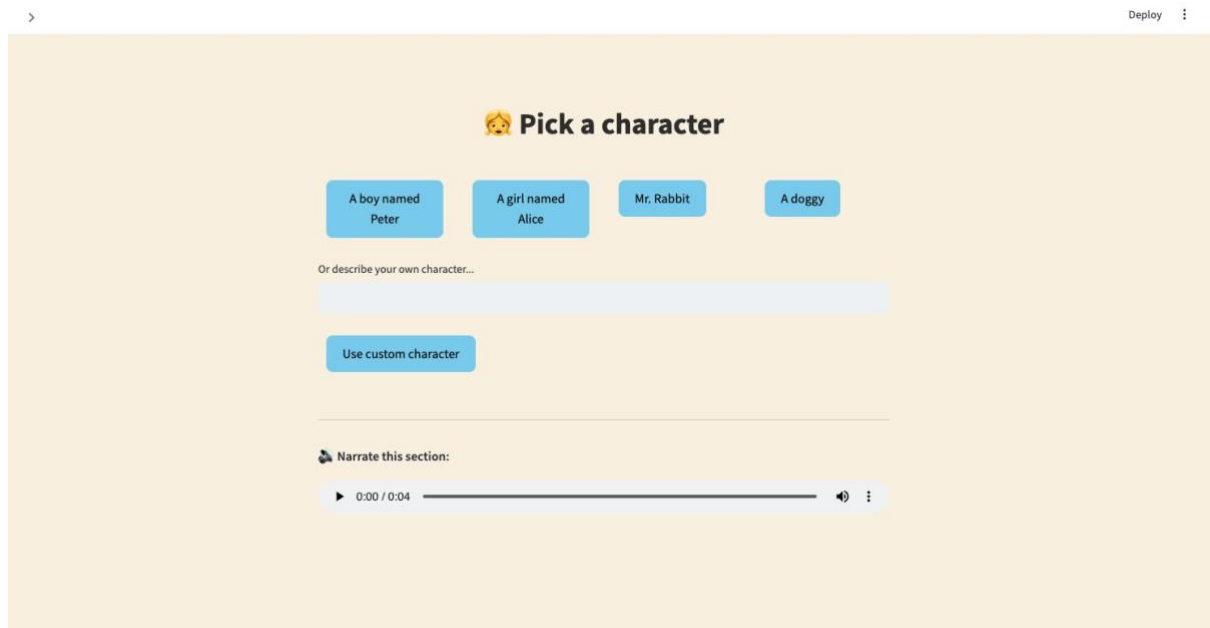 Deploy
Pick a character
A boy named
Peter
A girl named
Alice
Mr. Rabbit
A doggy
Or describe your own character...
Use custom character
Narrate this section:
0:00 / 0:04